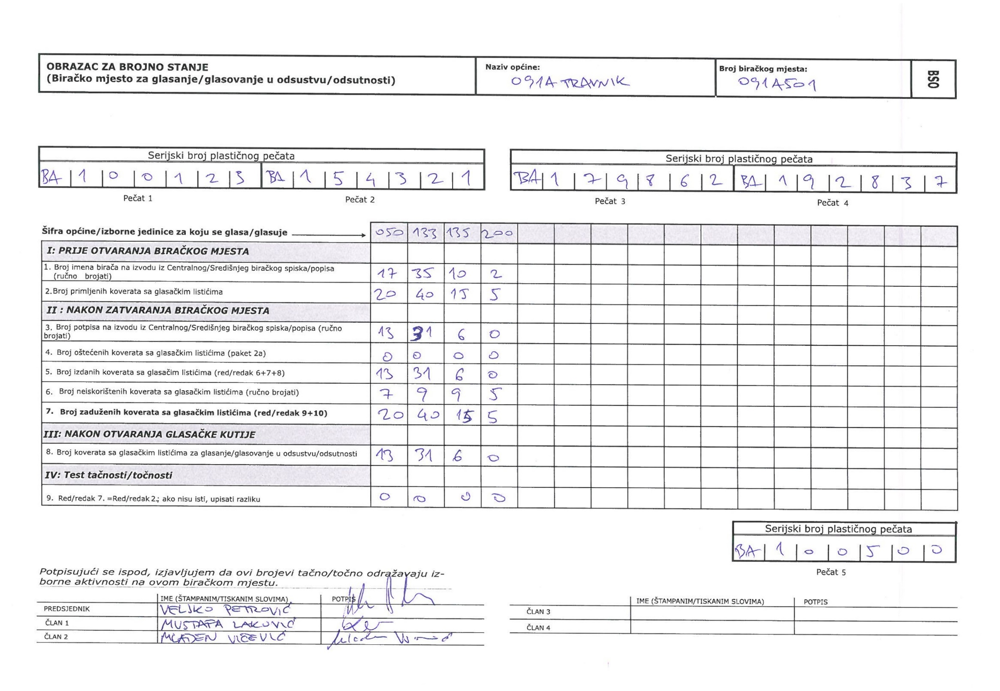 OBRAZAC ZA BROJNO STANJE
(Biračko mjesto za glasanje/glasovanje u odsustvu/odsutnosti)
Naziv općine:
091A TRAVNIK
Broj biračkog mjesta:
091A501
BSO
Serijski broj plastičnog pečata
BA 1 0 0 1 2 3 BA 1 5 4 3 2 1
Pečat 1 Pečat 2
Serijski broj plastičnog pečata
BA 1 7 9 8 6 2 BA 1 9 2 8 3 7
Pečat 3 Pečat 4
Šifra općine/izborne jedinice za koju se glasa/glasuje 050 133 135 200
I: PRIJE OTVARANJA BIRAČKOG MJESTA
1. Broj imena birača na izvodu iz Centralnog/Središnjeg biračkog spiska/popisa
(ručno brojati) 17 35 10 2
2.Broj primljenih koverata sa glasačkim listićima 20 40 15 5
II : NAKON ZATVARANJA BIRAČKOG MJESTA
3. Broj potpisa na izvodu iz Centralnog/Središnjeg biračkog spiska/popisa (ručno
brojati) 13 31 6 0
4. Broj oštećenih koverata sa glasačkim listićima (paket 2a) 0 0 0 0
5. Broj izdanih koverata sa glasačim listićima (red/redak 6+7+8) 13 31 6 0
6. Broj neiskorištenih koverata sa glasačkim listićima (ručno brojati) 7 9 9 5
7. Broj zaduženih koverata sa glasačkim listićima (red/redak 9+10) 20 40 15 5
III: NAKON OTVARANJA GLASAČKE KUTIJE
8. Broj koverata sa glasačkim listićima za glasanje/glasovanje u odsustvu/odsutnosti 13 31 6 0
IV: Test tačnosti/točnosti
9. Red/redak 7. =Red/redak 2.; ako nisu isti, upisati razliku 0 0 0 0
Serijski broj plastičnog pečata
BA 1 0 0 5 0 0
Pečat 5
Potpisujući se ispod, izjavljujem da ovi brojevi tačno/točno odražavaju iz-
borne aktivnosti na ovom biračkom mjestu.
IME (ŠTAMPANIM/TISKANIM SLOVIMA) POTPIS
PREDSJEDNIK VELJKO PETROVIĆ
ČLAN 1 MUSTAFA LAKOVIĆ
ČLAN 2 MLADEN VIČEVIĆ
IME (ŠTAMPANIM/TISKANIM SLOVIMA) POTPIS
ČLAN 3
ČLAN 4